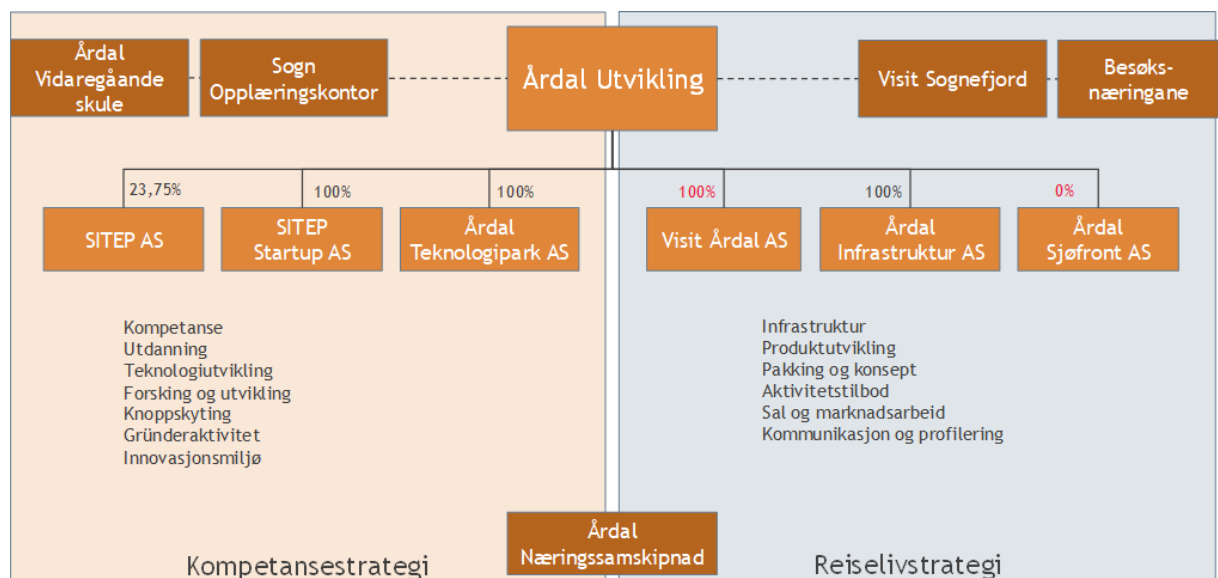 Årdal
Vidaregåande
skule
Sogn
Opplæringskontor
Årdal Utvikling
Visit Sognefjord
Besøks-
næringane
23,75%
100%
100%
100%
100%
0%
SITEP AS
SITEP
Startup AS
Årdal
Teknologipark AS
Visit Årdal AS
Årdal
Infrastruktur AS
Årdal
Sjøfront AS
Kompetanse
Utdanning
Teknologiutvikling
Forsking og utvikling
Knoppskyting
Gründeraktivitet
Innovasjonsmiljø
Infrastruktur
Produktutvikling
Pakking og konsept
Aktivitetstilbod
Sal og marknadsarbeid
Kommunikasjon og profilering
Kompetansestrategi
Årdal
Næringssamskipnad
Reiselivstrategi